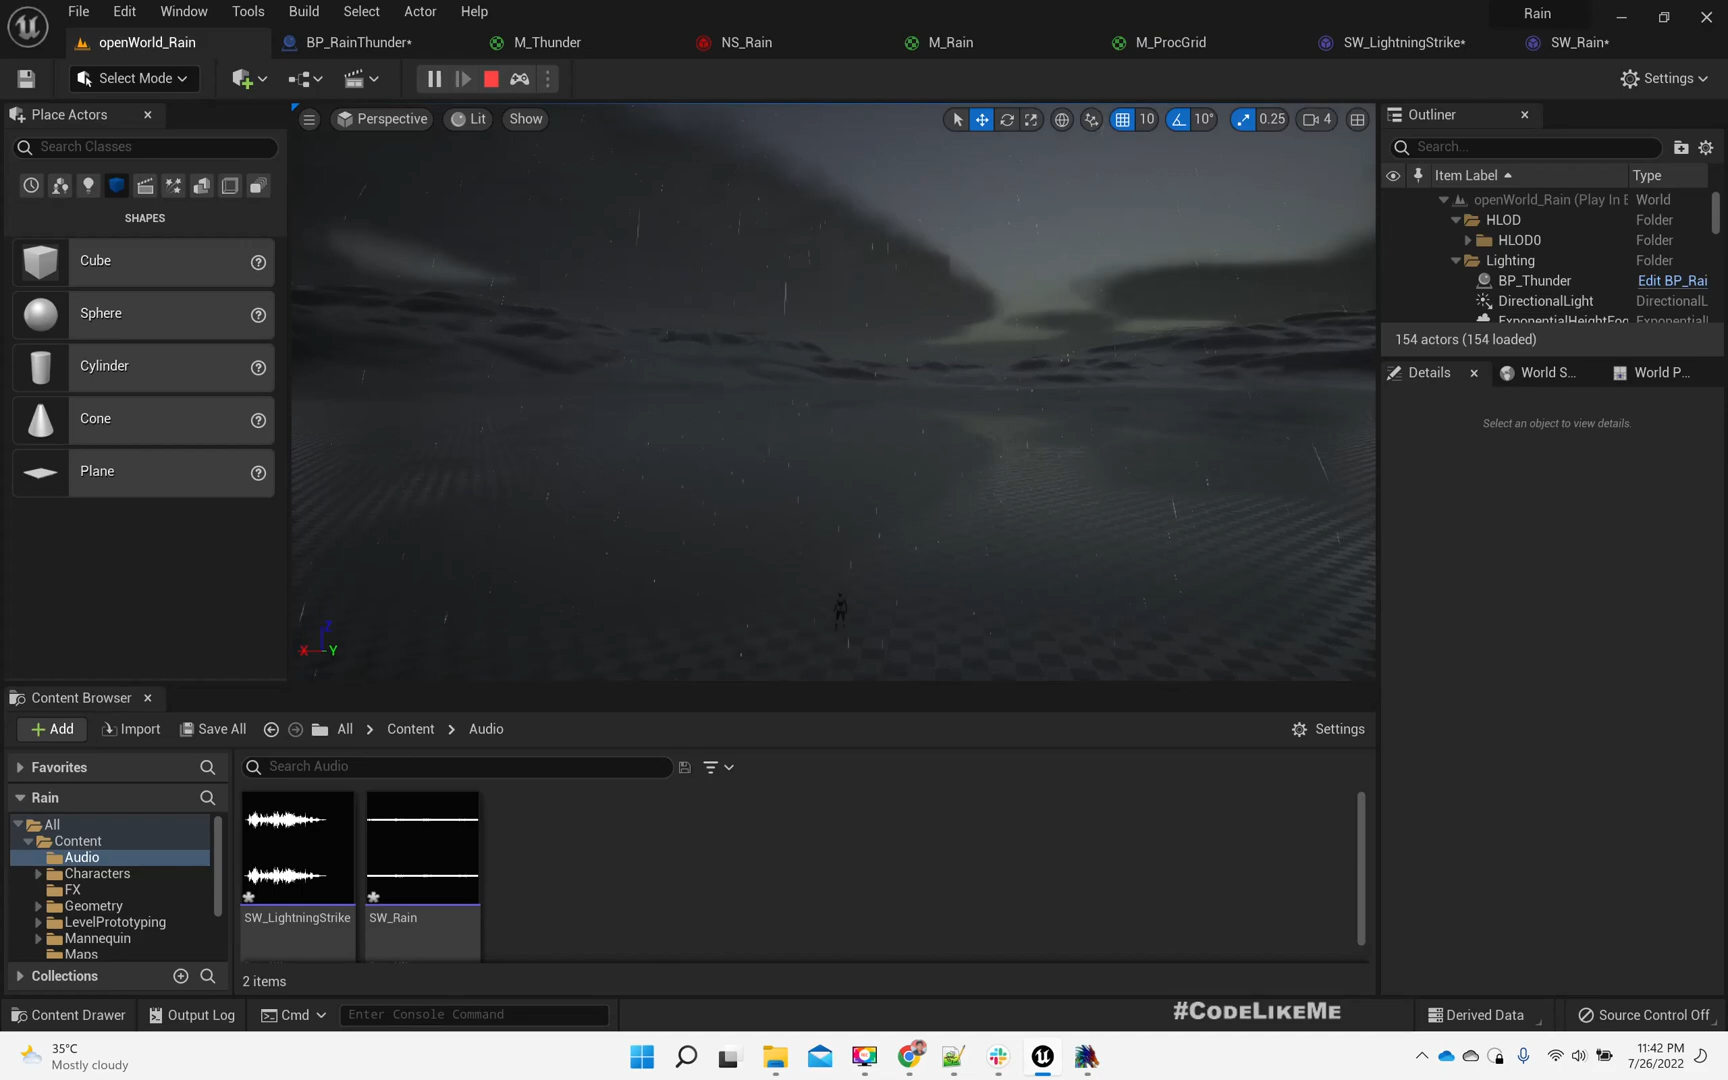 File Edit Window Tools Build Select Actor Help
Rain
openWorld_Rain
BP_RainThunder*
M_Thunder
NS_Rain
M_Rain
M_ProcGrid
SW_LightningStrike*
SW_Rain*
Select Mode
Settings
Place Actors
Search Classes
SHAPES
Cube
Sphere
Cylinder
Cone
Plane
Perspective
Lit
Show
10
10°
0.25
4
X
Z
Y
Outliner
Search...
Item Label
Type
openWorld_Rain (Play In E
World
HLOD
Folder
HLOD0
Folder
Lighting
Folder
BP_Thunder
Edit BP_Rai
DirectionalLight
DirectionalL
154 actors (154 loaded)
Details
World S...
World P...
Select an object to view details.
Content Browser
Add
Import
Save All
All
Content
Audio
Settings
Favorites
Search Audio
Rain
All
Content
Audio
Characters
FX
Geometry
LevelPrototyping
Mannequin
Maps
Collections
SW_LightningStrike
SW_Rain
2 items
Content Drawer
Output Log
Cmd
Enter Console Command
#CodeLikeMe
Derived Data
Source Control Off
35°C
Mostly cloudy
11:42 PM
7/26/2022